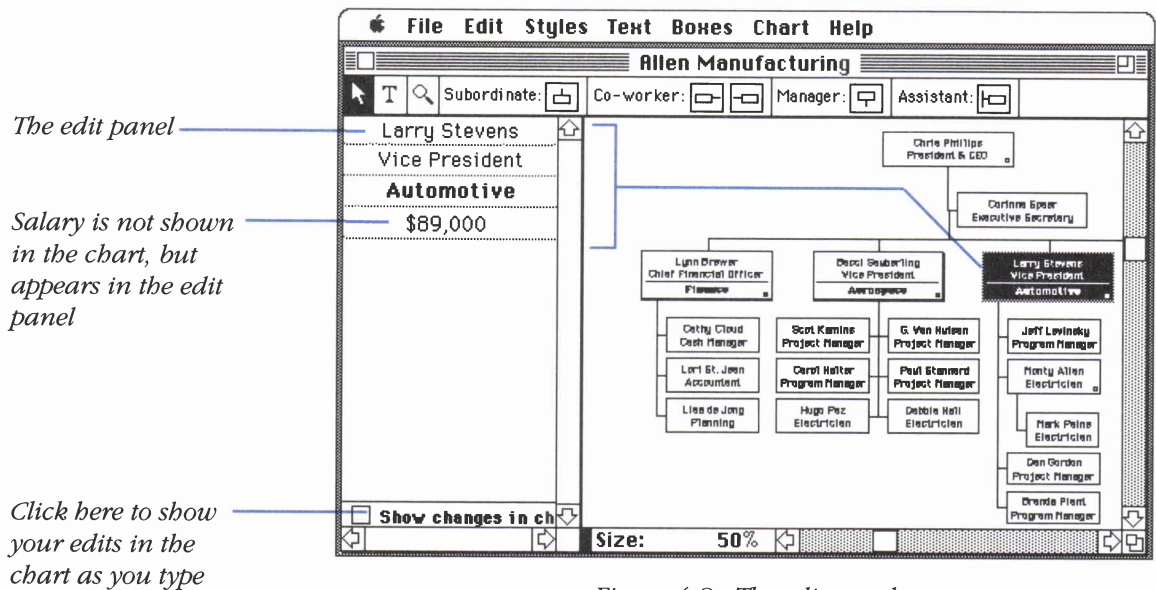 File Edit Styles Text Boxes Chart Help
Allen Manufacturing
T Subordinate: Co-worker: Manager: Assistant:
The edit panel
Larry Stevens
Vice President
Automotive
$89,000
Salary is not shown
in the chart, but
appears in the edit
panel
Click here to show
your edits in the
chart as you type
Show changes in ch
Chris Phillips
President & CEO
Corinne Speer
Executive Secretary
Lynn Brewer
Chief Financial Officer
Finance
Vice President
Aerospace
Larry Stevens
Vice President
Automotive
Cathy Cloud
Cash Manager
Lori St. Jean
Accountant
Lisa de Jong
Planning
Scot Kamins
Project Manager
Carol Halter
Program Manager
Hugo Paz
Electrician
G. Van
Project Manager
Paul Stannard
Project Manager
Debbie Hall
Electrician
Jeff Levinsky
Program Manager
Monty Allen
Electrician
Mark Paine
Electrician
Dan Gordon
Project Manager
Brenda Plant
Program Manager
Size: 50%